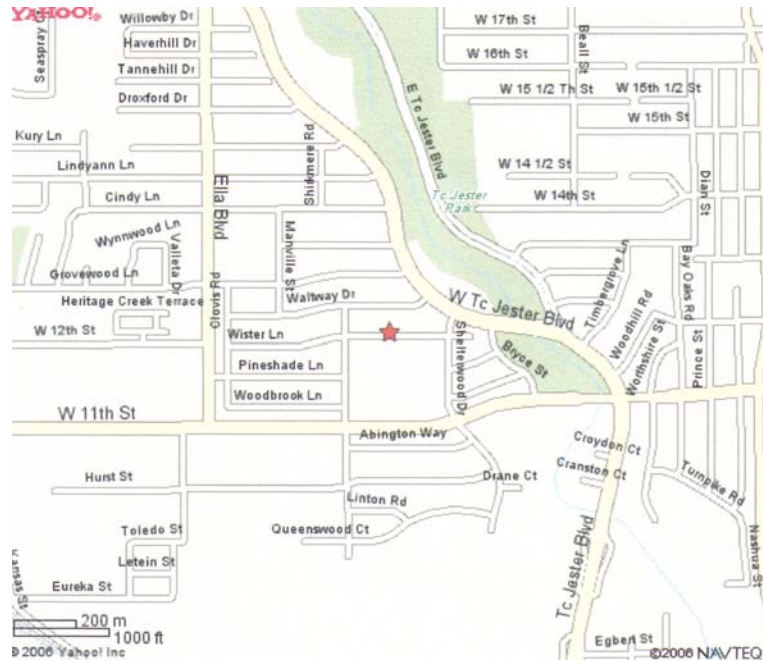 YAHOO!
Seaspray Ct
Willowby Dr
Haverhill Dr
Tannehill Dr
Droxford Dr
Kury Ln
Lindyann Ln
Cindy Ln
Wynnwood Ln
Valleta Dr
Grovewood Ln
Heritage Creek Terrace
W 12th St
Ella Blvd
Clovis Rd
Manville St
Shirkmere Rd
Waltway Dr
Wister Ln
Pineshade Ln
Woodbrook Ln
W 11th St
E Tc Jester Blvd
Tc Jester Park
W 17th St
W 16th St
Beall St
W 15 1/2 Th St
W 15th 1/2 St
W 15th St
W 14 1/2 St
W 14th St
Dian St
W Tc Jester Blvd
Timbergrove Ln
Bay Oaks Rd
Woodhill Rd
Worthshire St
Prince St
Bryce St
Shelterwood Dr
Abington Way
Croydon Ct
Cranston Ct
Turnpike Rd
Nashua St
Hurst St
Drane Ct
Linton Rd
Queenswood Ct
Toledo St
Letein St
Eureka St
Kansas St
Tc Jester Blvd
Egbert St
200 m
1000 ft
© 2006 Yahoo! Inc
©2006 NAVTEQ